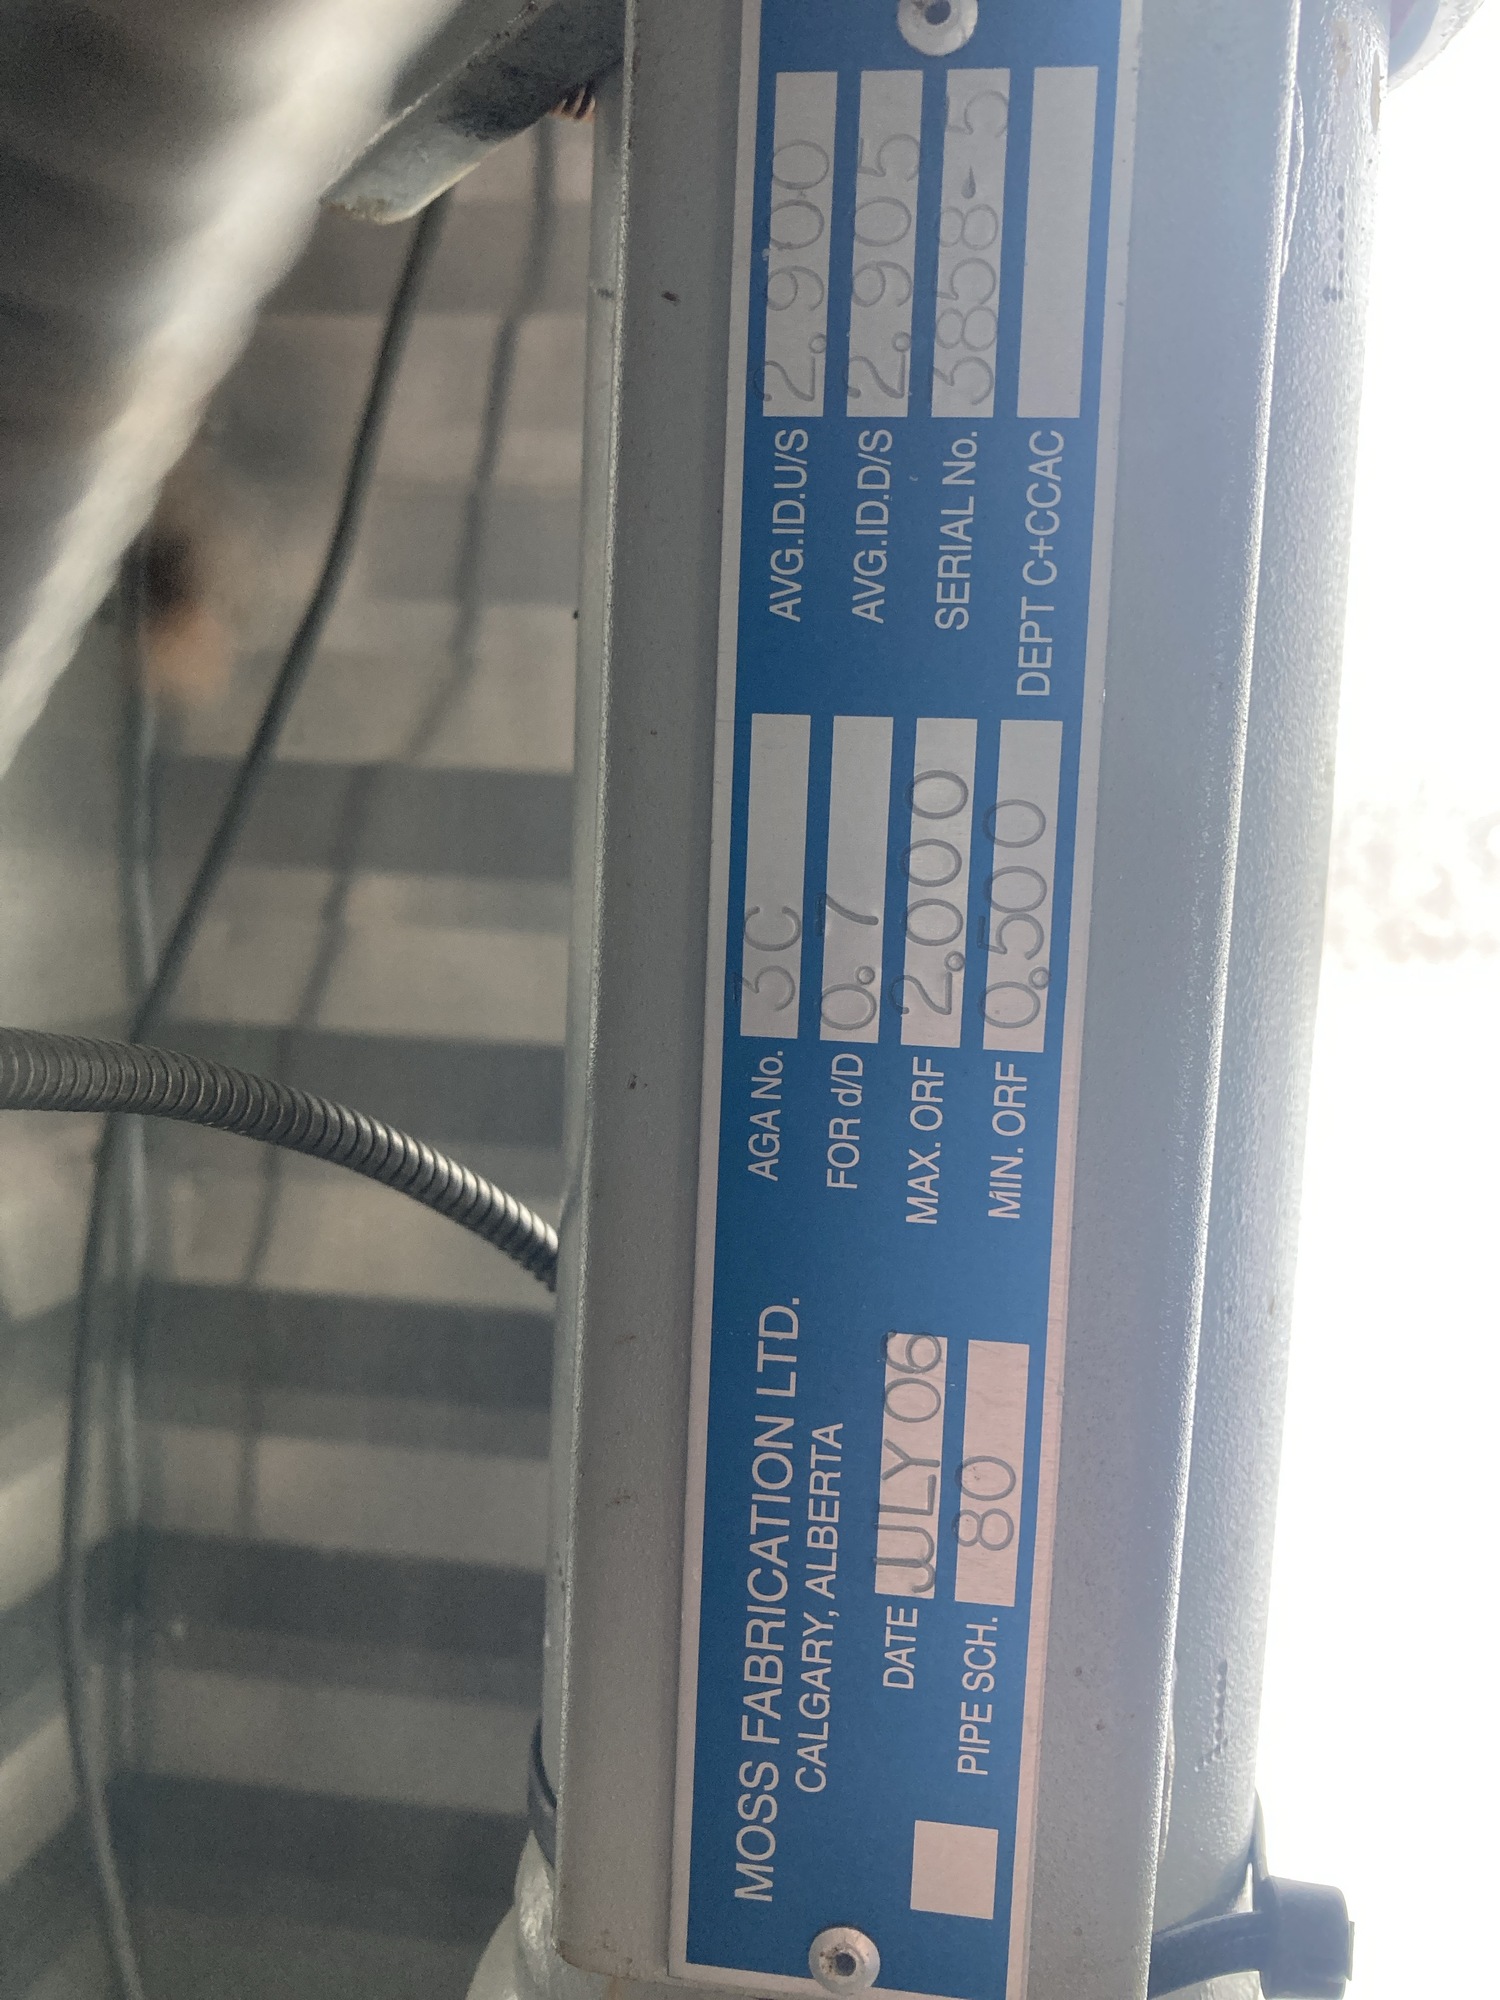 MOSS FABRICATION LTD.
CALGARY, ALBERTA
DATE JULY 06
PIPE SCH. 80
AGA No. 3C
FOR d/D 0.7
MAX. ORF 2.000
MIN. ORF 0.500
AVG.ID.U/S 2.900
AVG.ID.D/S 2.905
SERIAL No. 3858-5
DEPT C+CCAC